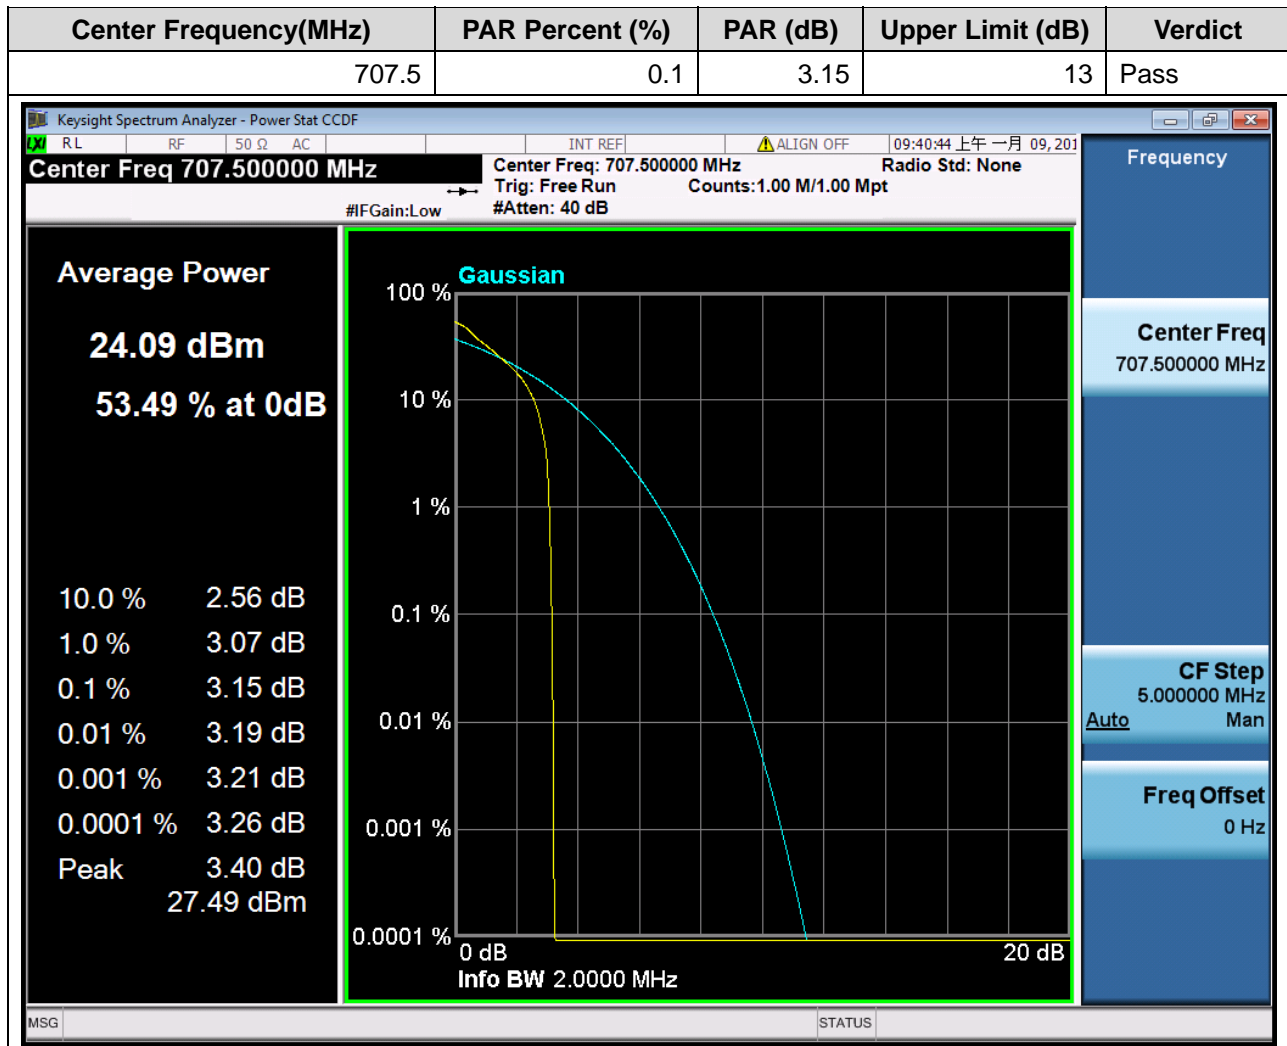 Center Frequency(MHz) PAR Percent (%) PAR (dB) Upper Limit (dB) Verdict
707.5 0.1 3.15 13 Pass
Keysight Spectrum Analyzer - Power Stat CCDF
LXI RL RF 50 Ω AC INT REF ALIGN OFF 09:40:44 上午 一月 09, 201
Center Freq 707.500000 MHz
Center Freq: 707.500000 MHz Radio Std: None
Trig: Free Run Counts:1.00 M/1.00 Mpt
#IFGain:Low #Atten: 40 dB
Average Power
24.09 dBm
53.49 % at 0dB
10.0 % 2.56 dB
1.0 % 3.07 dB
0.1 % 3.15 dB
0.01 % 3.19 dB
0.001 % 3.21 dB
0.0001 % 3.26 dB
Peak 3.40 dB
27.49 dBm
Gaussian
100 %
10 %
1 %
0.1 %
0.01 %
0.001 %
0.0001 %
0 dB 20 dB
Info BW 2.0000 MHz
Frequency
Center Freq
707.500000 MHz
CF Step
5.000000 MHz
Auto Man
Freq Offset
0 Hz
MSG STATUS